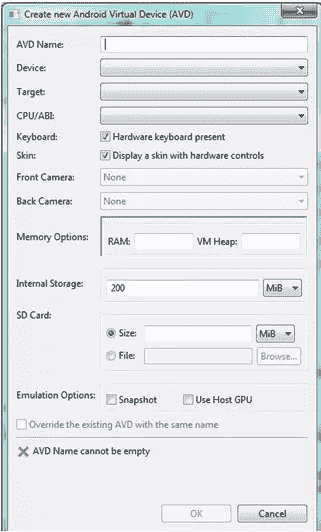 Create new Android Virtual Device (AVD)
AVD Name:
Device:
Target:
CPU/ABI:
Keyboard: Hardware keyboard present
Skin: Display a skin with hardware controls
Front Camera: None
Back Camera: None
Memory Options: RAM: VM Heap:
Internal Storage: 200 MiB
SD Card:
Size: MiB
File: Browse...
Emulation Options: Snapshot Use Host GPU
Override the existing AVD with the same name
AVD Name cannot be empty
OK Cancel